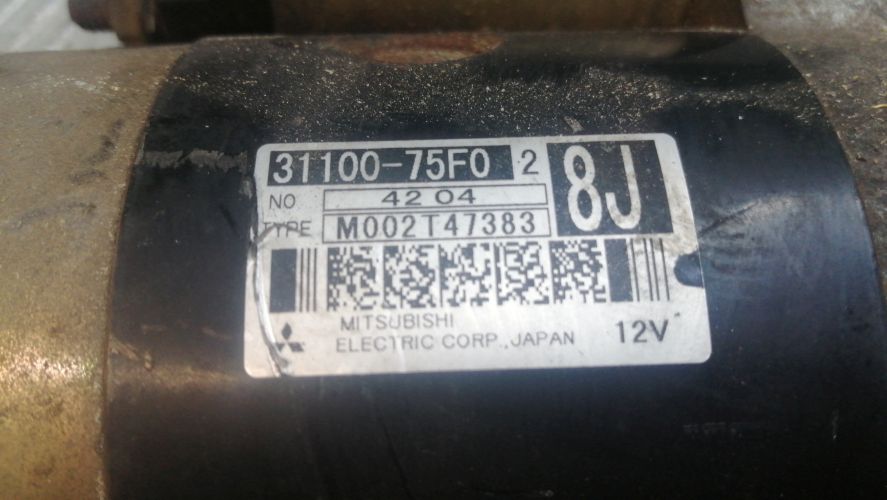 31100-75F0 2 8J
NO 42 04
TYPE M002T47383
MITSUBISHI
ELECTRIC CORP., JAPAN 12V